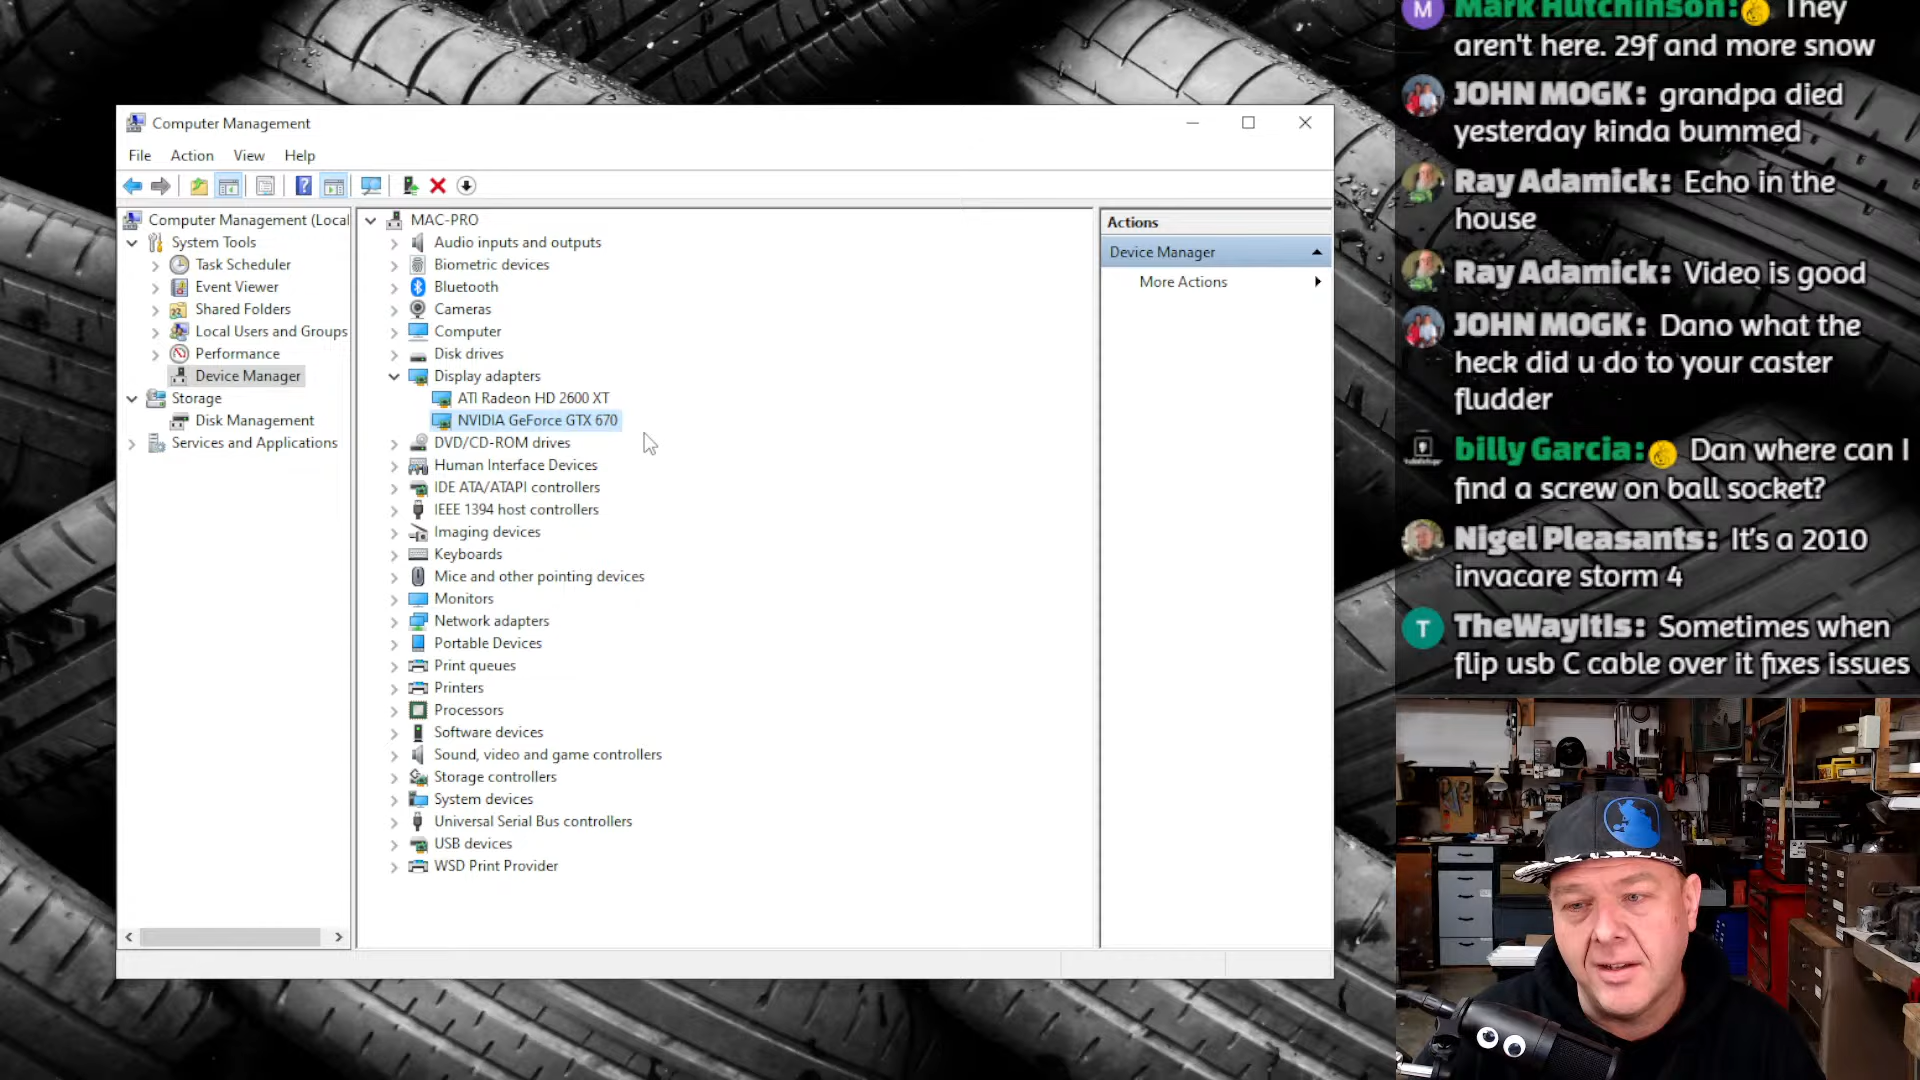 Computer Management
File Action View Help
Computer Management (Local
System Tools
Task Scheduler
Event Viewer
Shared Folders
Local Users and Groups
Performance
Device Manager
Storage
Disk Management
Services and Applications
MAC-PRO
Audio inputs and outputs
Biometric devices
Bluetooth
Cameras
Computer
Disk drives
Display adapters
ATI Radeon HD 2600 XT
NVIDIA GeForce GTX 670
DVD/CD-ROM drives
Human Interface Devices
IDE ATA/ATAPI controllers
IEEE 1394 host controllers
Imaging devices
Keyboards
Mice and other pointing devices
Monitors
Network adapters
Portable Devices
Print queues
Printers
Processors
Software devices
Sound, video and game controllers
Storage controllers
System devices
Universal Serial Bus controllers
USB devices
WSD Print Provider
Actions
Device Manager
More Actions
M Mark Hutchinson: They
aren't here. 29f and more snow
JOHN MOGK: grandpa died
yesterday kinda bummed
Ray Adamick: Echo in the
house
Ray Adamick: Video is good
JOHN MOGK: Dano what the
heck did u do to your caster
fludder
billy Garcia: Dan where can I
find a screw on ball socket?
Nigel Pleasants: It's a 2010
invacare storm 4
T TheWayItIs: Sometimes when
flip usb C cable over it fixes issues